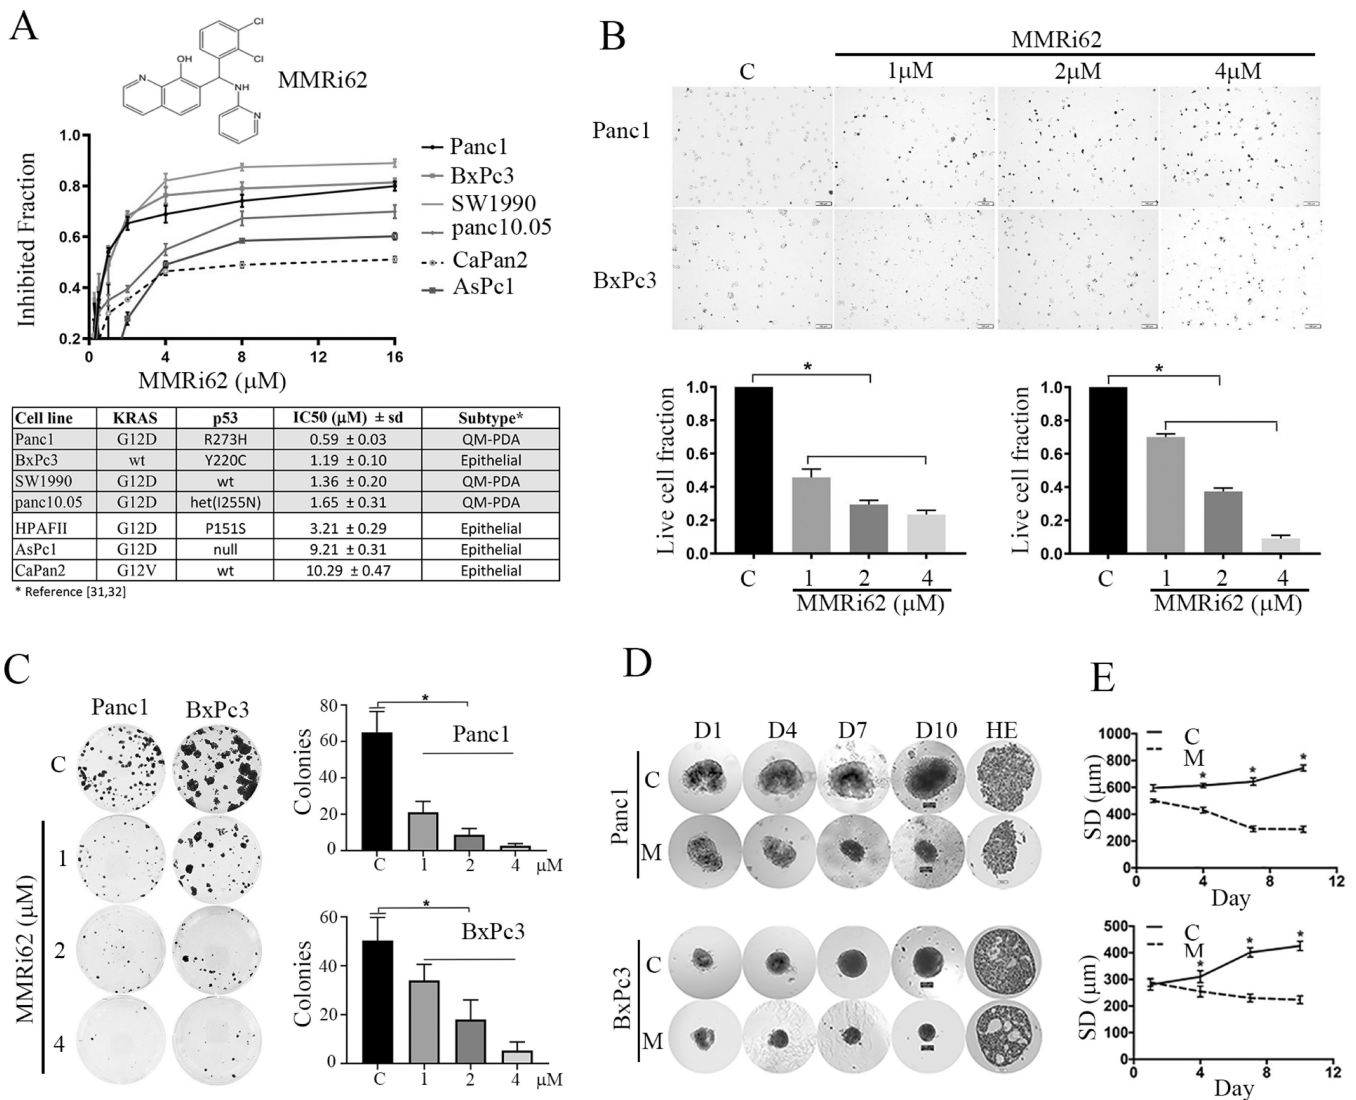 A
Cl
Cl
OH
N
NH
N
MMRi62
1.0
0.8
0.6
0.4
0.2
Inhibited Fraction
0 4 8 12 16
MMRi62 (µM)
Panc1
BxPc3
SW1990
panc10.05
CaPan2
AsPc1
Cell line KRAS p53 IC50 (µM) ± sd Subtype*
Panc1 G12D R273H 0.59 ± 0.03 QM-PDA
BxPc3 wt Y220C 1.19 ± 0.10 Epithelial
SW1990 G12D wt 1.36 ± 0.20 QM-PDA
panc10.05 G12D het(I255N) 1.65 ± 0.31 QM-PDA
HPAFII G12D P151S 3.21 ± 0.29 Epithelial
AsPc1 G12D null 9.21 ± 0.31 Epithelial
CaPan2 G12V wt 10.29 ± 0.47 Epithelial
* Reference [31,32]
B
MMRi62
C 1µM 2µM 4µM
Panc1
BxPc3
Live cell fraction
1.0
0.8
0.6
0.4
0.2
0.0
*
C 1 2 4
MMRi62 (µM)
Live cell fraction
1.0
0.8
0.6
0.4
0.2
0.0
*
C 1 2 4
MMRi62 (µM)
C
Panc1 BxPc3
C
1
2
4
MMRi62 (µM)
Colonies
80
60
40
20
0
*
Panc1
C 1 2 4 µM
Colonies
60
40
20
0
*
BxPc3
C 1 2 4 µM
D
D1 D4 D7 D10 HE
Panc1
C
M
BxPc3
C
M
E
SD (µm)
1000
800
600
400
200
0
C
M
* * *
0 4 8 12
Day
SD (µm)
500
400
300
200
100
0
C
M
* * *
0 4 8 12
Day